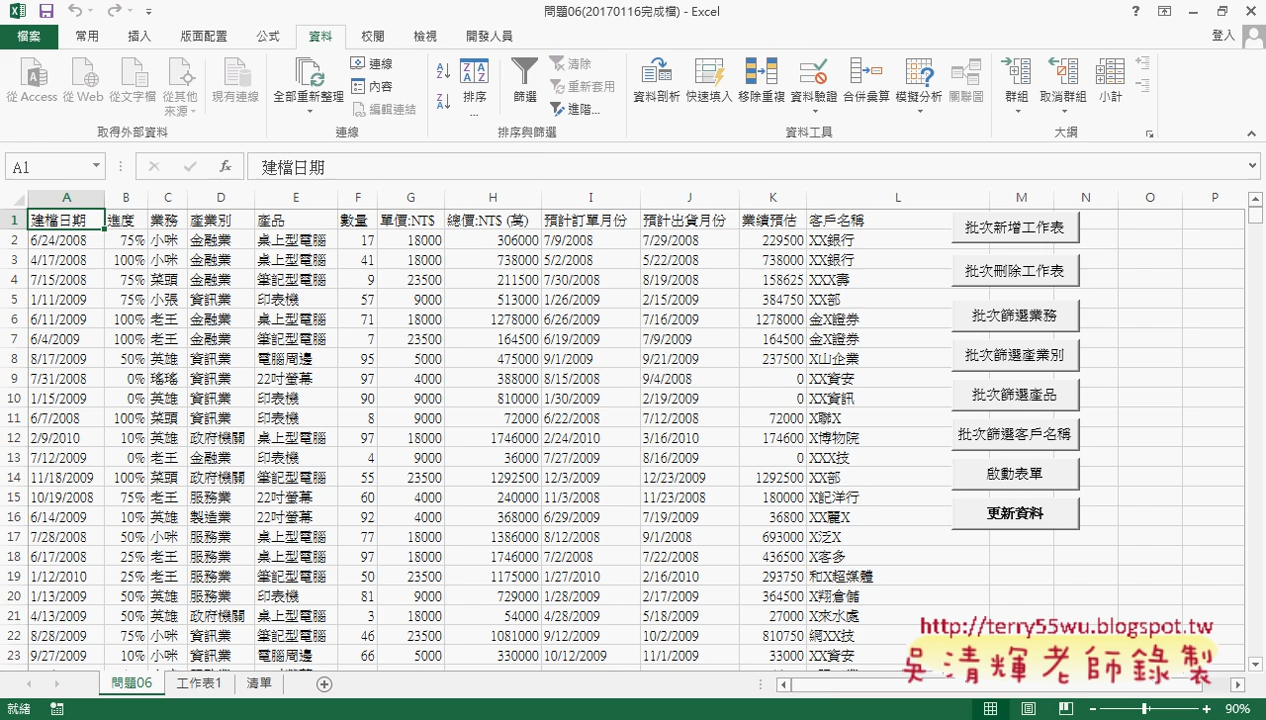 問題06(20170116完成檔) - Excel
檔案 常用 插入 版面配置 公式 資料 校閱 檢視 開發人員 登入
從 Access 從 Web 從文字檔 從其他來源 現有連線 全部重新整理 連線 內容 編輯連結 排序... 篩選 清除 重新套用 進階... 資料剖析 快速填入 移除重複 資料驗證 合併彙算 模擬分析 關聯圖 群組 取消群組 小計
取得外部資料 連線 排序與篩選 資料工具 大綱
A1 fx 建檔日期
A B C D E F G H I J K L M N O P
1 建檔日期 進度 業務 產業別 產品 數量 單價:NT$ 總價:NT$ (萬) 預計訂單月份 預計出貨月份 業績預估 客戶名稱
2 6/24/2008 75% 小咪 金融業 桌上型電腦 17 18000 306000 7/9/2008 7/29/2008 229500 XX銀行
3 4/17/2008 100% 小咪 金融業 桌上型電腦 41 18000 738000 5/2/2008 5/22/2008 738000 XX銀行
4 7/15/2008 75% 菜頭 金融業 筆記型電腦 9 23500 211500 7/30/2008 8/19/2008 158625 XXX壽
5 1/11/2009 75% 小張 資訊業 印表機 57 9000 513000 1/26/2009 2/15/2009 384750 XX部
6 6/11/2009 100% 老王 金融業 桌上型電腦 71 18000 1278000 6/26/2009 7/16/2009 1278000 金X證券
7 6/4/2009 100% 老王 金融業 筆記型電腦 7 23500 164500 6/19/2009 7/9/2009 164500 金X證券
8 8/17/2009 50% 英雄 資訊業 電腦周邊 95 5000 475000 9/1/2009 9/21/2009 237500 X山企業
9 7/31/2008 0% 瑤瑤 資訊業 22吋螢幕 97 4000 388000 8/15/2008 9/4/2008 0 XX資安
10 1/15/2009 0% 英雄 資訊業 印表機 90 9000 810000 1/30/2009 2/19/2009 0 XX資訊
11 6/7/2008 100% 菜頭 資訊業 印表機 8 9000 72000 6/22/2008 7/12/2008 72000 X聯X
12 2/9/2010 10% 英雄 政府機關 桌上型電腦 97 18000 1746000 2/24/2010 3/16/2010 174600 X博物院
13 7/12/2009 0% 老王 金融業 印表機 4 9000 36000 7/27/2009 8/16/2009 0 XXX技
14 11/18/2009 100% 菜頭 政府機關 筆記型電腦 55 23500 1292500 12/3/2009 12/23/2009 1292500 XX部
15 10/19/2008 75% 老王 服務業 22吋螢幕 60 4000 240000 11/3/2008 11/23/2008 180000 X記洋行
16 6/14/2009 10% 英雄 製造業 22吋螢幕 92 4000 368000 6/29/2009 7/19/2009 36800 XX麗X
17 7/28/2008 50% 小咪 服務業 桌上型電腦 77 18000 1386000 8/12/2008 9/1/2008 693000 X泛X
18 6/17/2008 25% 老王 服務業 桌上型電腦 97 18000 1746000 7/2/2008 7/22/2008 436500 X客多
19 1/12/2010 25% 老王 服務業 筆記型電腦 50 23500 1175000 1/27/2010 2/16/2010 293750 和X超媒體
20 1/13/2009 50% 英雄 服務業 印表機 81 9000 729000 1/28/2009 2/17/2009 364500 X翔倉儲
21 4/13/2009 50% 英雄 政府機關 桌上型電腦 3 18000 54000 4/28/2009 5/18/2009 27000 X來水處
22 8/28/2009 75% 小咪 資訊業 筆記型電腦 46 23500 1081000 9/12/2009 10/2/2009 810750 網XX技
23 9/27/2009 10% 小咪 資訊業 電腦周邊 66 5000 330000 10/12/2009 11/1/2009 33000 XX資安
批次新增工作表
批次刪除工作表
批次篩選業務
批次篩選產業別
批次篩選產品
批次篩選客戶名稱
啟動表單
更新資料
http://terry55wu.blogspot.tw
吳清輝老師錄製
問題06 工作表1 清單
就緒 90%